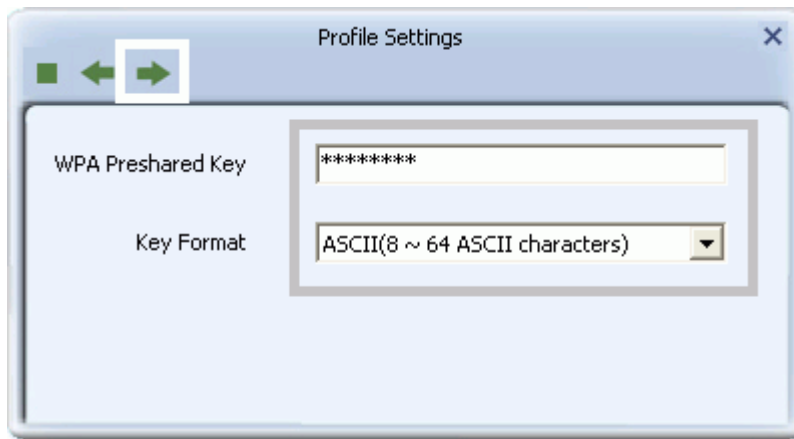 Profile Settings
WPA Preshared Key ********
Key Format ASCII(8 ~ 64 ASCII characters)